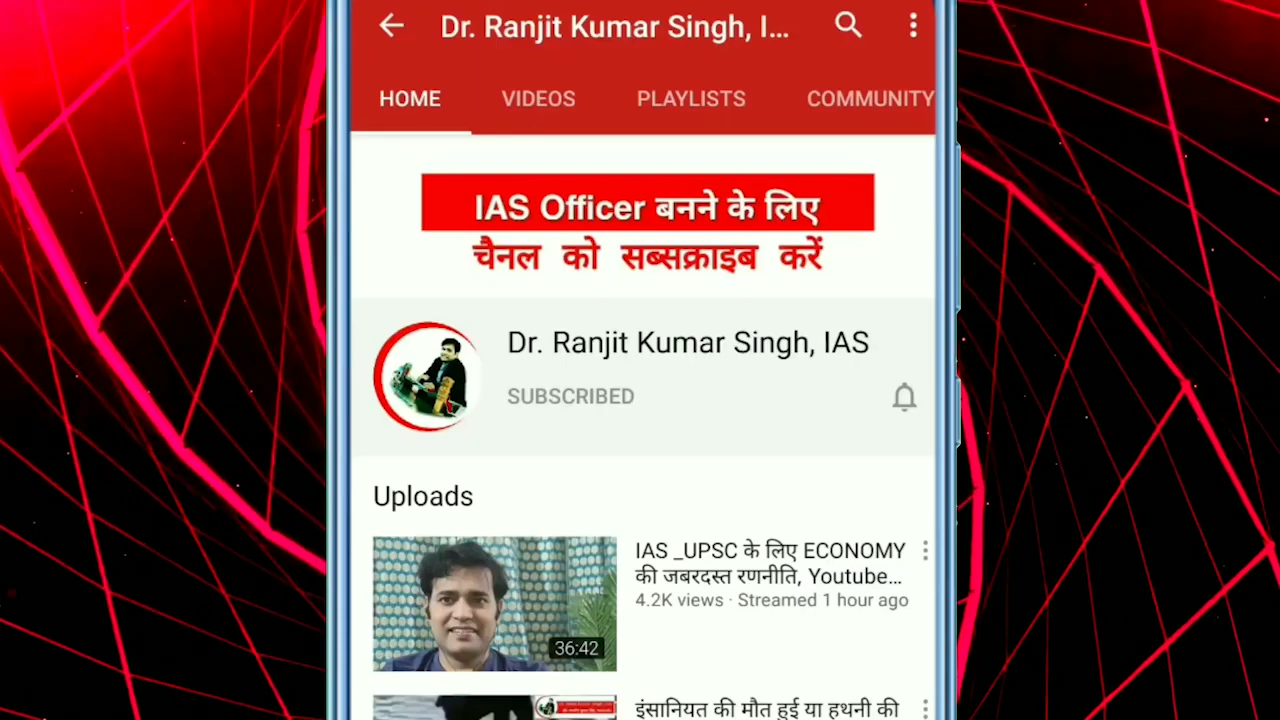 Dr. Ranjit Kumar Singh, I...
HOME VIDEOS PLAYLISTS COMMUNITY
IAS Officer बनने के लिए
चैनल को सब्सक्राइब करें
Dr. Ranjit Kumar Singh, IAS
SUBSCRIBED
Uploads
IAS _UPSC के लिए ECONOMY
की जबरदस्त रणनीति, Youtube...
4.2K views · Streamed 1 hour ago
36:42
इंसानियत की मौत हुई या हथनी की